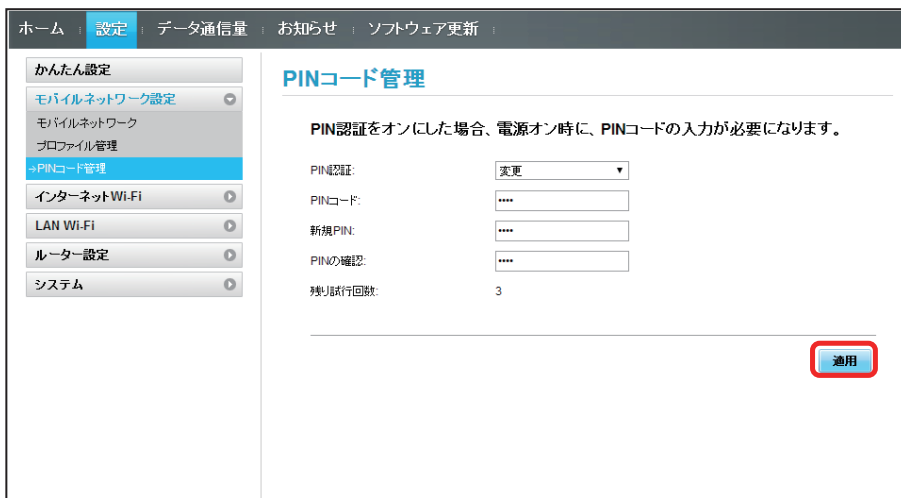 ホーム 設定 データ通信量 お知らせ ソフトウェア更新
かんたん設定
モバイルネットワーク設定
モバイルネットワーク
プロファイル管理
→PINコード管理
インターネットWi-Fi
LAN Wi-Fi
ルーター設定
システム
PINコード管理
PIN認証をオンにした場合、電源オン時に、PINコードの入力が必要になります。
PIN認証: 変更
PINコード: ••••
新規PIN: ••••
PINの確認: ••••
残り試行回数: 3
適用